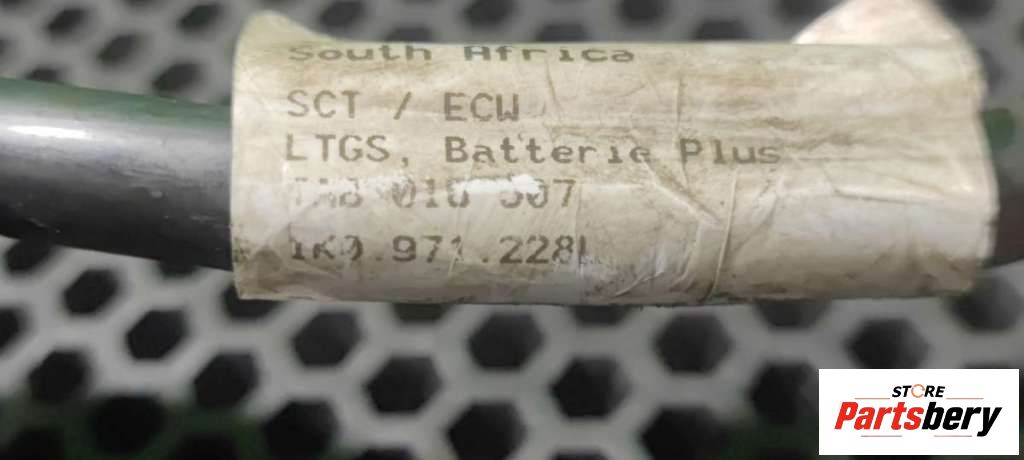 South Africa
SCT / ECW
LTGS, Batterie Plus
1K0.971.228L
STORE
Partsbery